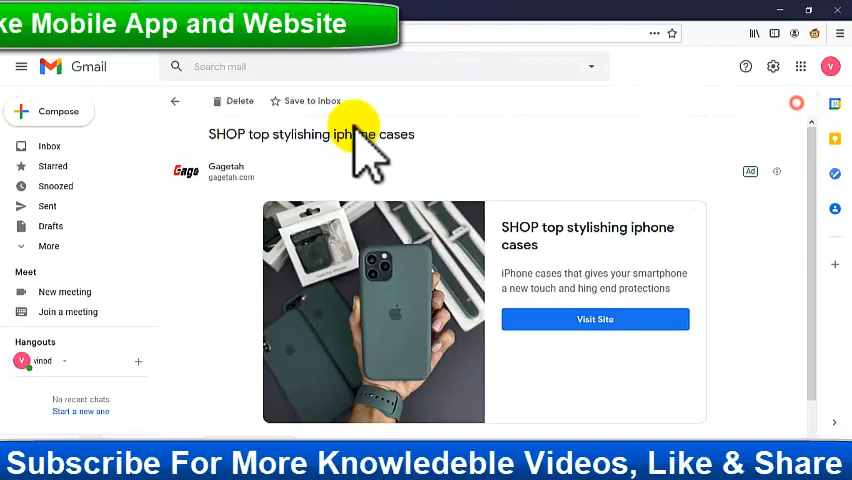 ke Mobile App and Website
Gmail
Search mail
V
Compose
Delete
Save to inbox
SHOP top stylishing iphone cases
Inbox
Starred
Snoozed
Sent
Drafts
More
Gage
Gagetah
gagetah.com
Ad
SHOP top stylishing iphone
cases
iPhone cases that gives your smartphone
a new touch and hing end protections
Visit Site
Meet
New meeting
Join a meeting
Hangouts
V
vinod
No recent chats
Start a new one
Subscribe For More Knowledeble Videos, Like & Share